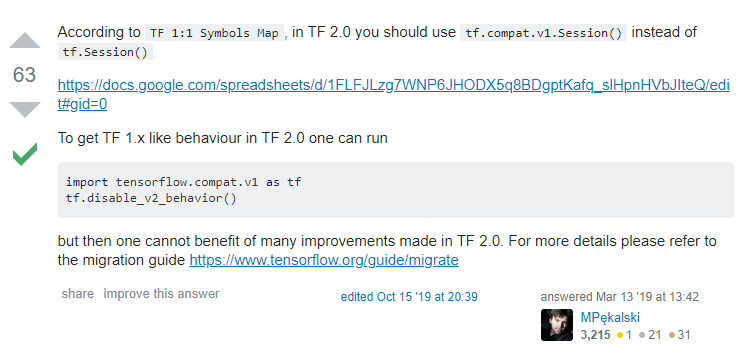 According to TF 1:1 Symbols Map , in TF 2.0 you should use tf.compat.v1.Session() instead of
tf.Session()
63
https://docs.google.com/spreadsheets/d/1FLFJLzg7WNP6JHODX5q8BDgptKafq_slHpnHVbJIteQ/edi
t#gid=0
To get TF 1.x like behaviour in TF 2.0 one can run
import tensorflow.compat.v1 as tf
tf.disable_v2_behavior()
but then one cannot benefit of many improvements made in TF 2.0. For more details please refer to
the migration guide https://www.tensorflow.org/guide/migrate
share improve this answer
edited Oct 15 '19 at 20:39
answered Mar 13 '19 at 13:42
MPękalski
3,215 ●1 ●21 ●31